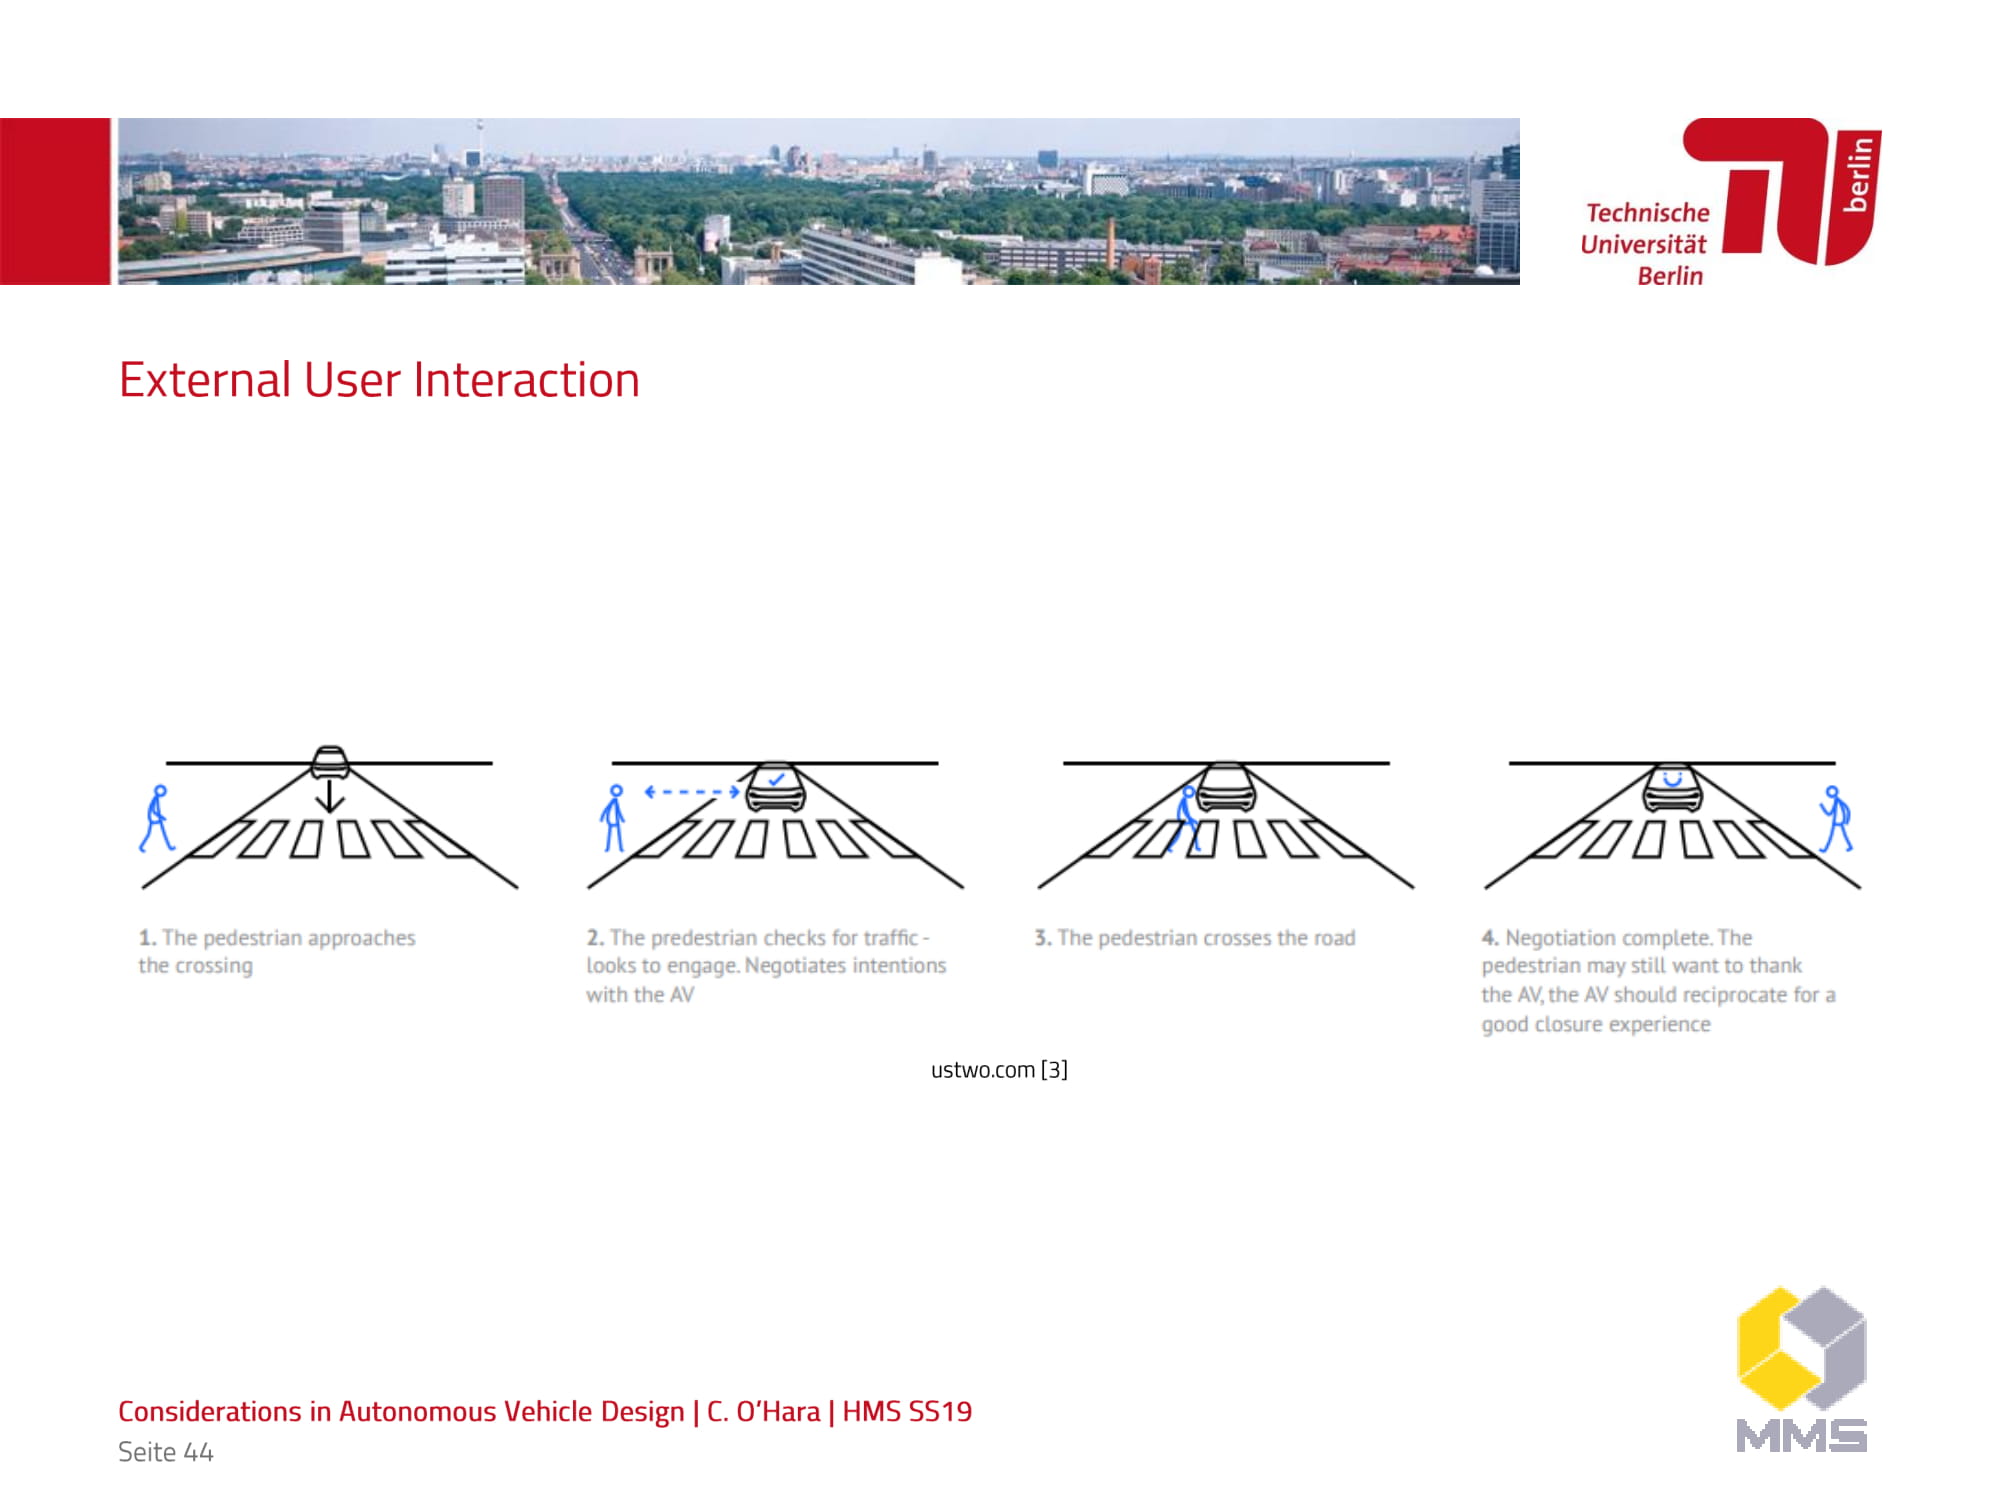 Technische
Universität
Berlin
berlin
External User Interaction
1. The pedestrian approaches
the crossing
2. The predestrian checks for traffic -
looks to engage. Negotiates intentions
with the AV
3. The pedestrian crosses the road
4. Negotiation complete. The
pedestrian may still want to thank
the AV, the AV should reciprocate for a
good closure experience
ustwo.com [3]
Considerations in Autonomous Vehicle Design | C. O’Hara | HMS SS19
Seite 44
MMS